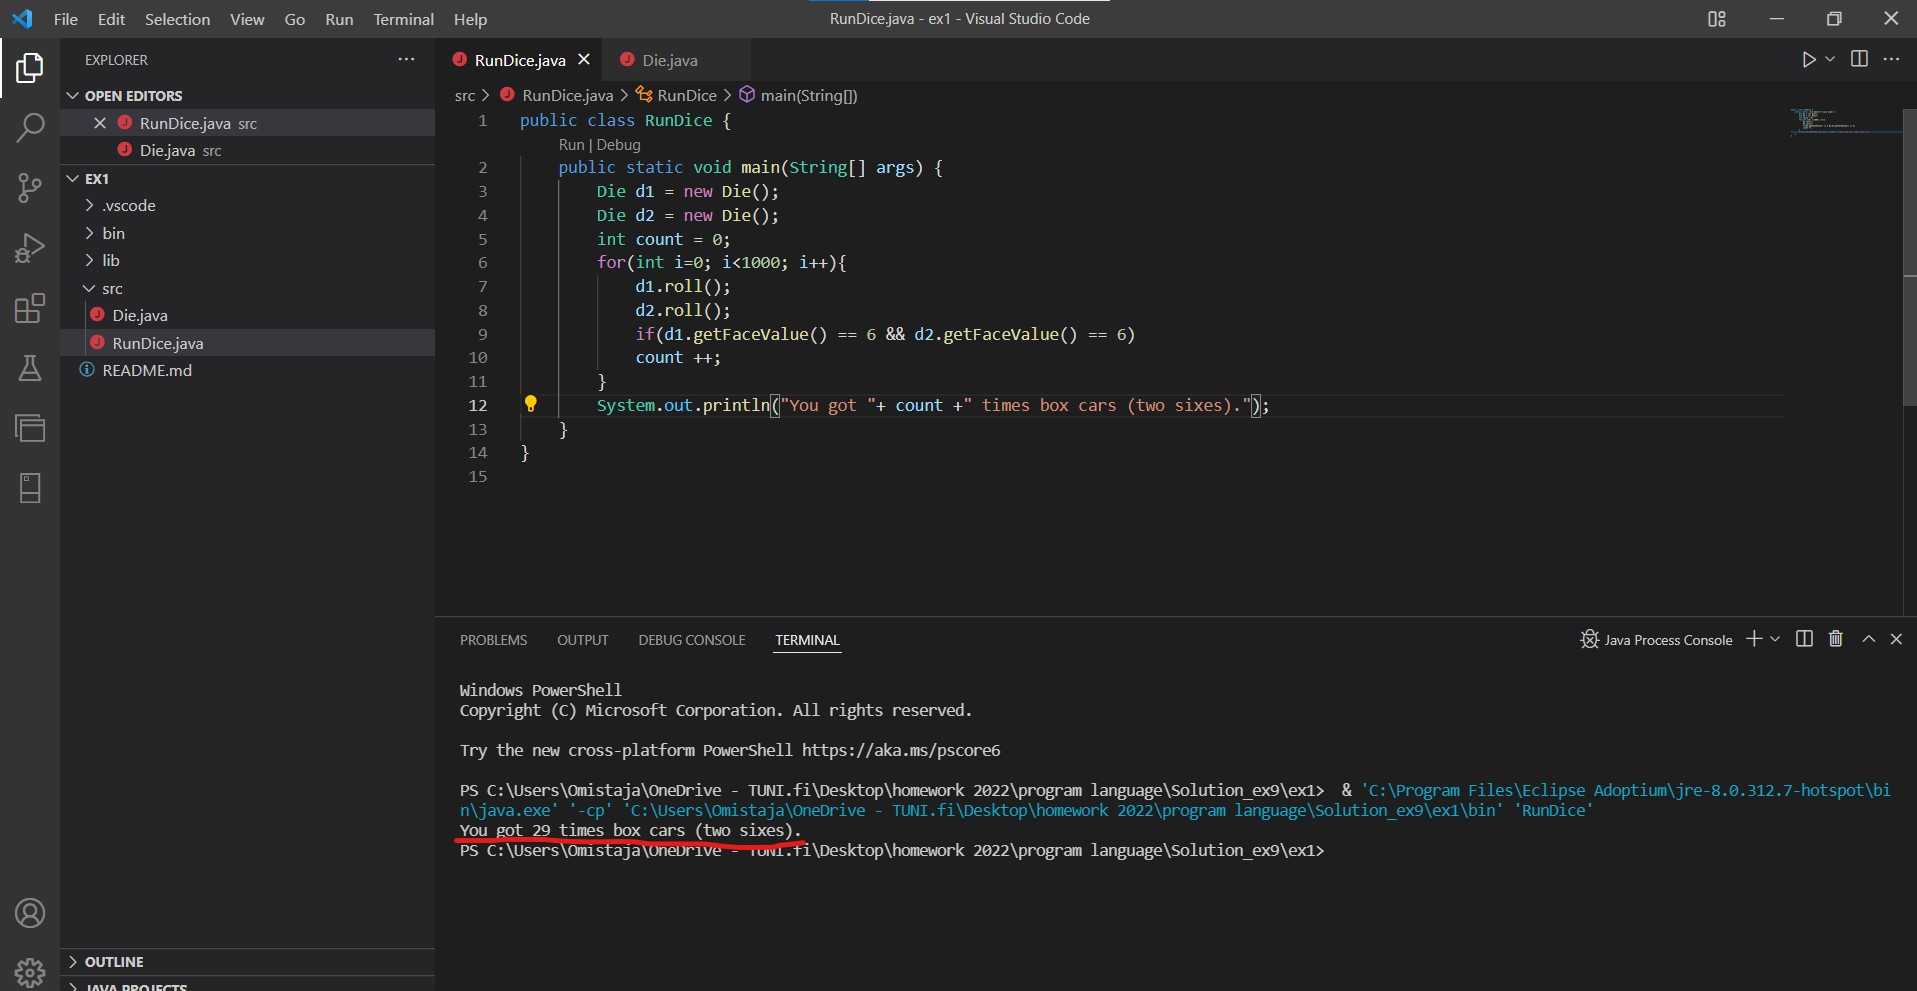 File Edit Selection View Go Run Terminal Help
RunDice.java - ex1 - Visual Studio Code
EXPLORER
OPEN EDITORS
RunDice.java src
Die.java src
EX1
.vscode
bin
lib
src
Die.java
RunDice.java
README.md
OUTLINE
JAVA PROJECTS
RunDice.java
Die.java
src > RunDice.java > RunDice > main(String[])
1 public class RunDice {
Run | Debug
2 public static void main(String[] args) {
3 Die d1 = new Die();
4 Die d2 = new Die();
5 int count = 0;
6 for(int i=0; i<1000; i++){
7 d1.roll();
8 d2.roll();
9 if(d1.getFaceValue() == 6 && d2.getFaceValue() == 6)
10 count ++;
11 }
12 System.out.println("You got "+ count +" times box cars (two sixes).");
13 }
14 }
15
PROBLEMS OUTPUT DEBUG CONSOLE TERMINAL
Java Process Console
Windows PowerShell
Copyright (C) Microsoft Corporation. All rights reserved.
Try the new cross-platform PowerShell https://aka.ms/pscore6
PS C:\Users\Omistaja\OneDrive - TUNI.fi\Desktop\homework 2022\program language\Solution_ex9\ex1> & 'C:\Program Files\Eclipse Adoptium\jre-8.0.312.7-hotspot\bi
n\java.exe' '-cp' 'C:\Users\Omistaja\OneDrive - TUNI.fi\Desktop\homework 2022\program language\Solution_ex9\ex1\bin' 'RunDice'
You got 29 times box cars (two sixes).
PS C:\Users\Omistaja\OneDrive - TUNI.fi\Desktop\homework 2022\program language\Solution_ex9\ex1>